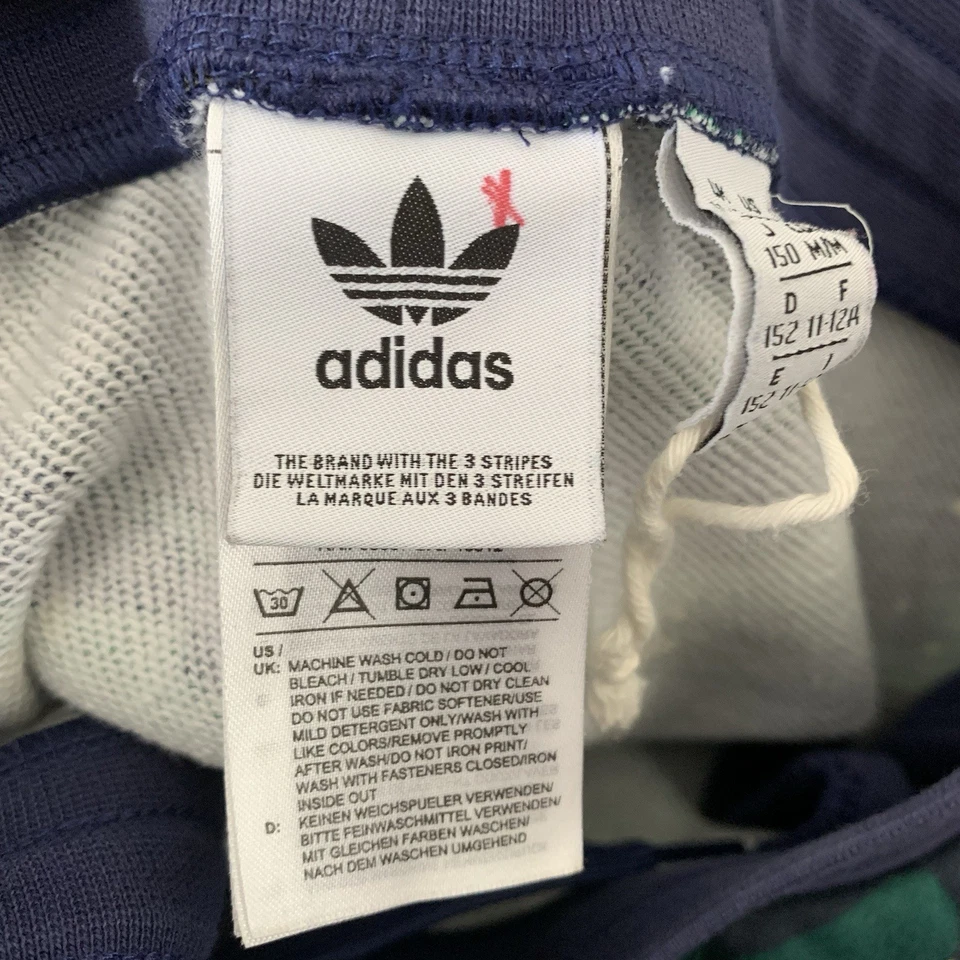 adidas
THE BRAND WITH THE 3 STRIPES
DIE WELTMARKE MIT DEN 3 STREIFEN
LA MARQUE AUX 3 BANDES
30
US /
UK: MACHINE WASH COLD / DO NOT
BLEACH / TUMBLE DRY LOW / COOL
IRON IF NEEDED / DO NOT DRY CLEAN
DO NOT USE FABRIC SOFTENER/USE
MILD DETERGENT ONLY/WASH WITH
LIKE COLORS/REMOVE PROMPTLY
AFTER WASH/DO NOT IRON PRINT/
WASH WITH FASTENERS CLOSED/IRON
INSIDE OUT
D: KEINEN WEICHSPUELER VERWENDEN/
BITTE FEINWASCHMITTEL VERWENDEN/
MIT GLEICHEN FARBEN WASCHEN/
NACH DEM WASCHEN UMGEHEND
US
150 M/M
D F
152 11-12A
E I
152